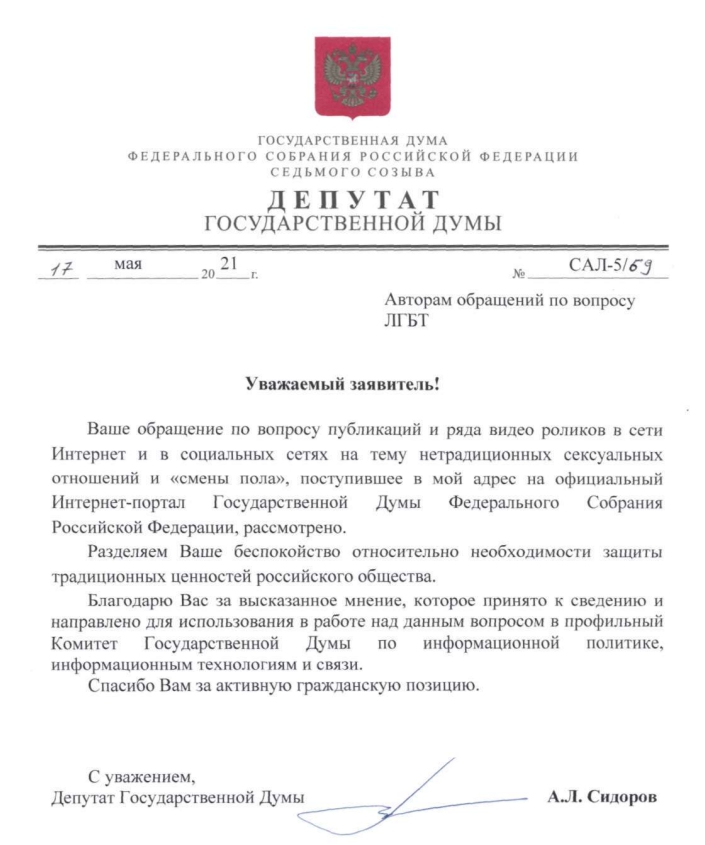 ГОСУДАРСТВЕННАЯ ДУМА
ФЕДЕРАЛЬНОГО СОБРАНИЯ РОССИЙСКОЙ ФЕДЕРАЦИИ
СЕДЬМОГО СОЗЫВА
ДЕПУТАТ
ГОСУДАРСТВЕННОЙ ДУМЫ
17 мая 20 21 г. № САЛ-5/69
Авторам обращений по вопросу
ЛГБТ
Уважаемый заявитель!
Ваше обращение по вопросу публикаций и ряда видео роликов в сети
Интернет и в социальных сетях на тему нетрадиционных сексуальных
отношений и «смены пола», поступившее в мой адрес на официальный
Интернет-портал Государственной Думы Федерального Собрания
Российской Федерации, рассмотрено.
Разделяем Ваше беспокойство относительно необходимости защиты
традиционных ценностей российского общества.
Благодарю Вас за высказанное мнение, которое принято к сведению и
направлено для использования в работе над данным вопросом в профильный
Комитет Государственной Думы по информационной политике,
информационным технологиям и связи.
Спасибо Вам за активную гражданскую позицию.
С уважением,
Депутат Государственной Думы А.Л. Сидоров